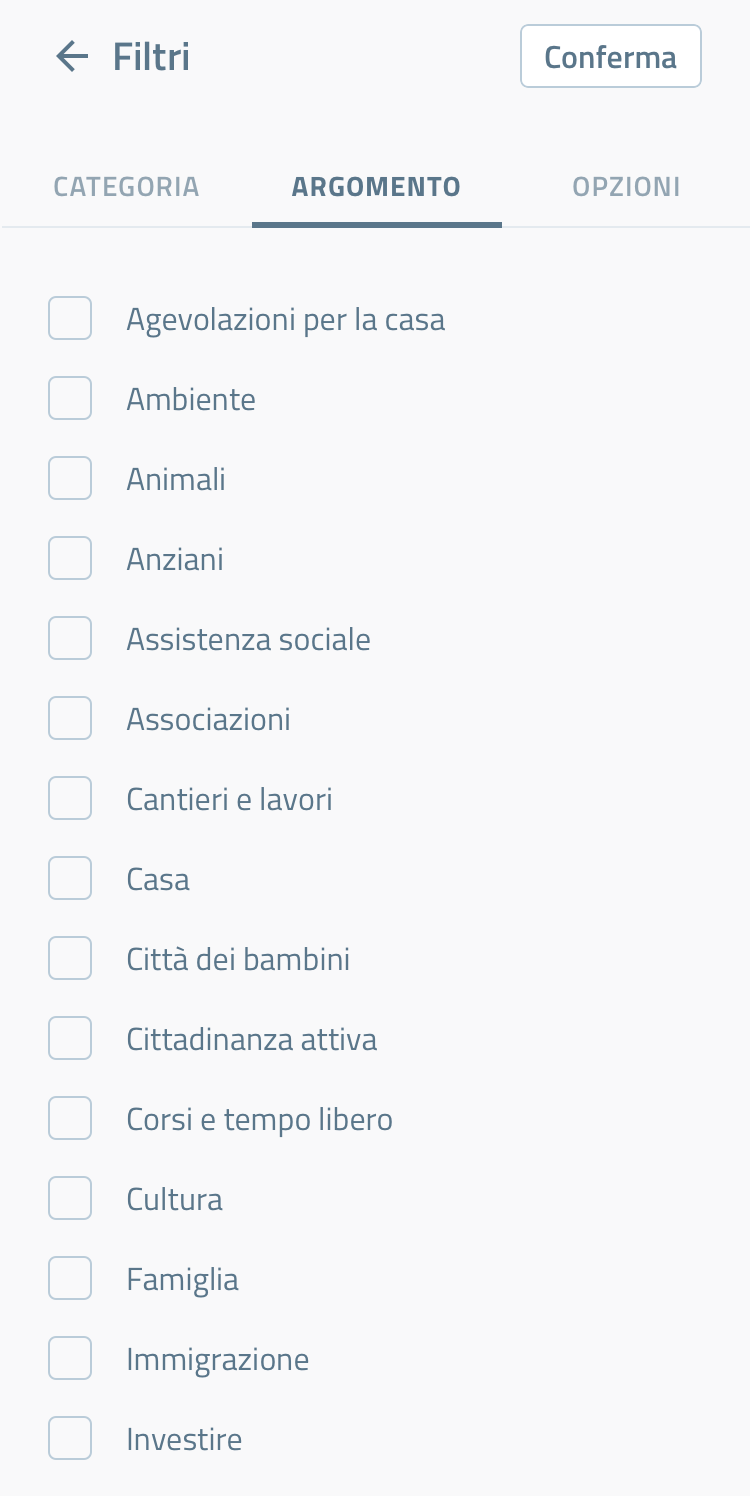 Filtri
Conferma
CATEGORIA
ARGOMENTO
OPZIONI
Agevolazioni per la casa
Ambiente
Animali
Anziani
Assistenza sociale
Associazioni
Cantieri e lavori
Casa
Città dei bambini
Cittadinanza attiva
Corsi e tempo libero
Cultura
Famiglia
Immigrazione
Investire